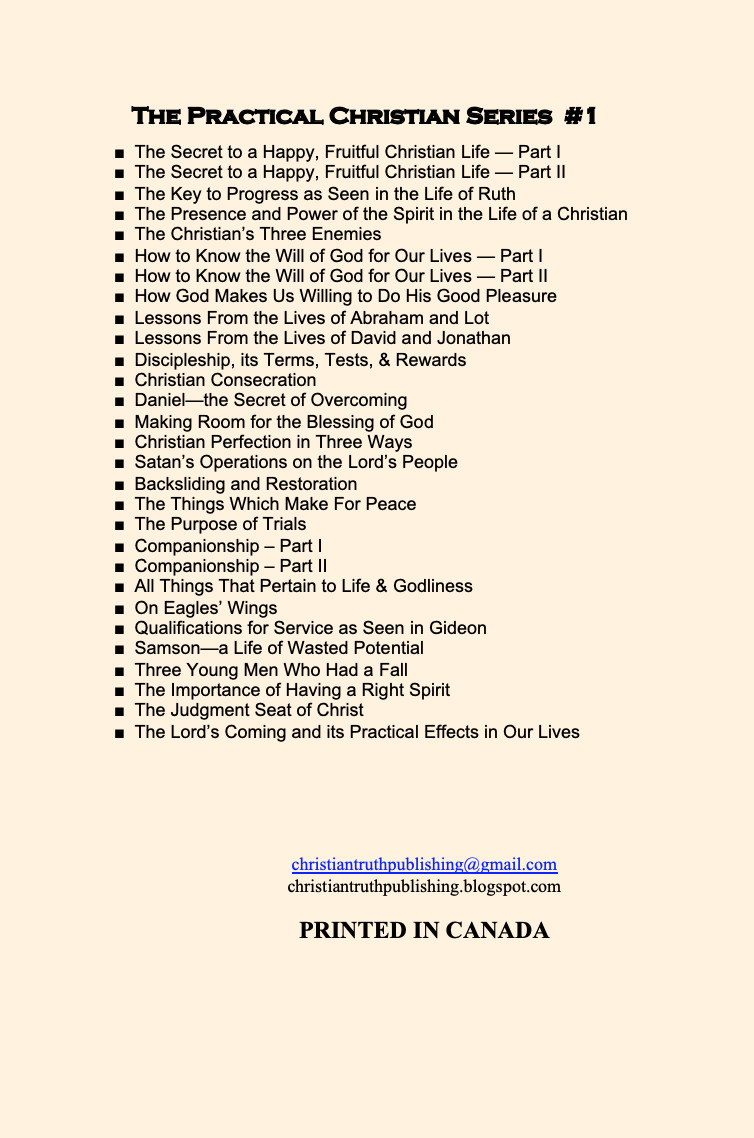 THE PRACTICAL CHRISTIAN SERIES #1
■ The Secret to a Happy, Fruitful Christian Life — Part I
■ The Secret to a Happy, Fruitful Christian Life — Part II
■ The Key to Progress as Seen in the Life of Ruth
■ The Presence and Power of the Spirit in the Life of a Christian
■ The Christian’s Three Enemies
■ How to Know the Will of God for Our Lives — Part I
■ How to Know the Will of God for Our Lives — Part II
■ How God Makes Us Willing to Do His Good Pleasure
■ Lessons From the Lives of Abraham and Lot
■ Lessons From the Lives of David and Jonathan
■ Discipleship, its Terms, Tests, & Rewards
■ Christian Consecration
■ Daniel—the Secret of Overcoming
■ Making Room for the Blessing of God
■ Christian Perfection in Three Ways
■ Satan’s Operations on the Lord’s People
■ Backsliding and Restoration
■ The Things Which Make For Peace
■ The Purpose of Trials
■ Companionship – Part I
■ Companionship – Part II
■ All Things That Pertain to Life & Godliness
■ On Eagles’ Wings
■ Qualifications for Service as Seen in Gideon
■ Samson—a Life of Wasted Potential
■ Three Young Men Who Had a Fall
■ The Importance of Having a Right Spirit
■ The Judgment Seat of Christ
■ The Lord’s Coming and its Practical Effects in Our Lives
christiantruthpublishing@gmail.com
christiantruthpublishing.blogspot.com
PRINTED IN CANADA